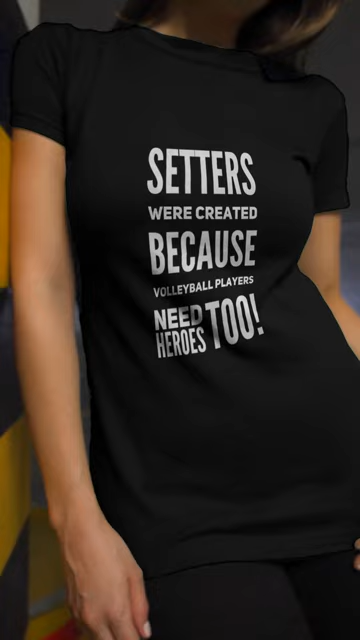 SETTERS
WERE CREATED
BECAUSE
VOLLEYBALL PLAYERS
NEED
HEROES TOO!